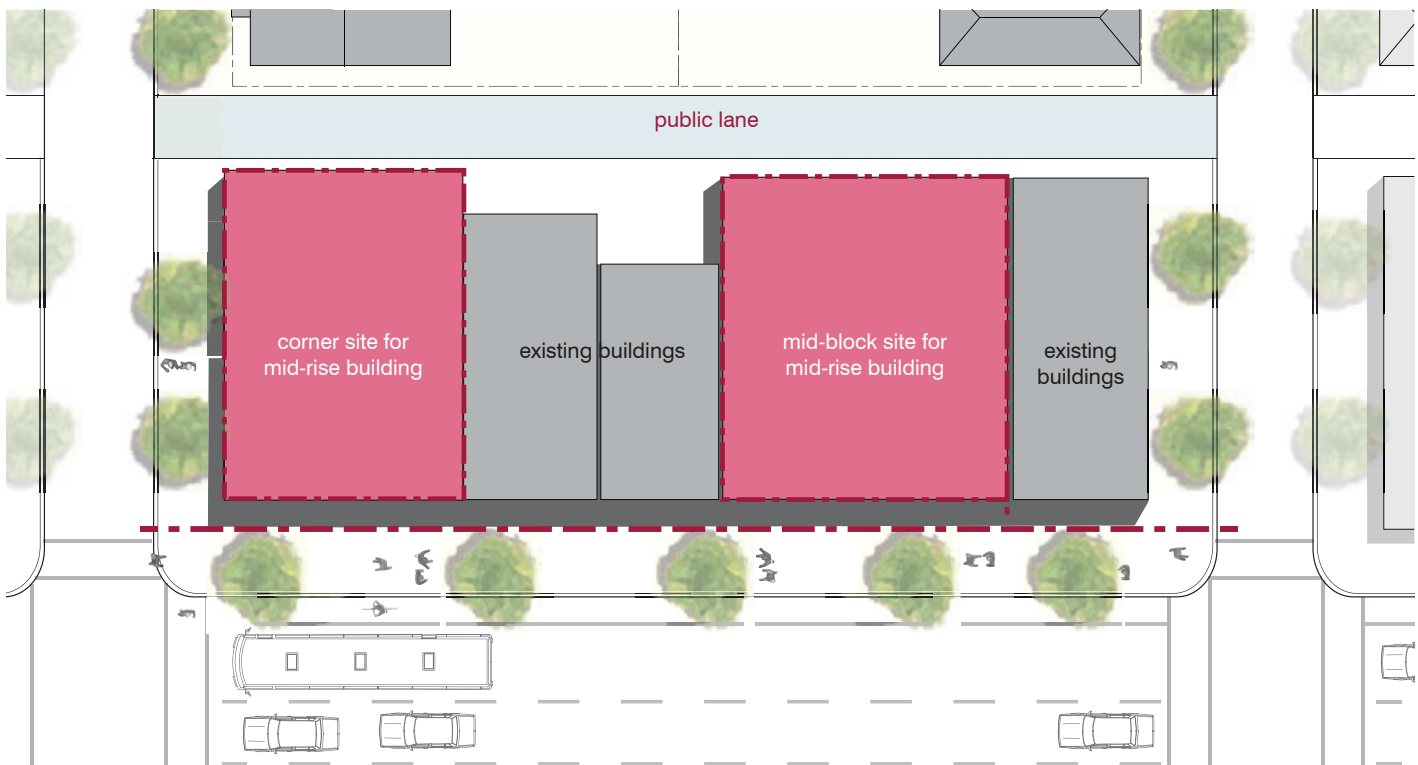 public lane
corner site for
mid-rise building
existing buildings
mid-block site for
mid-rise building
existing
buildings